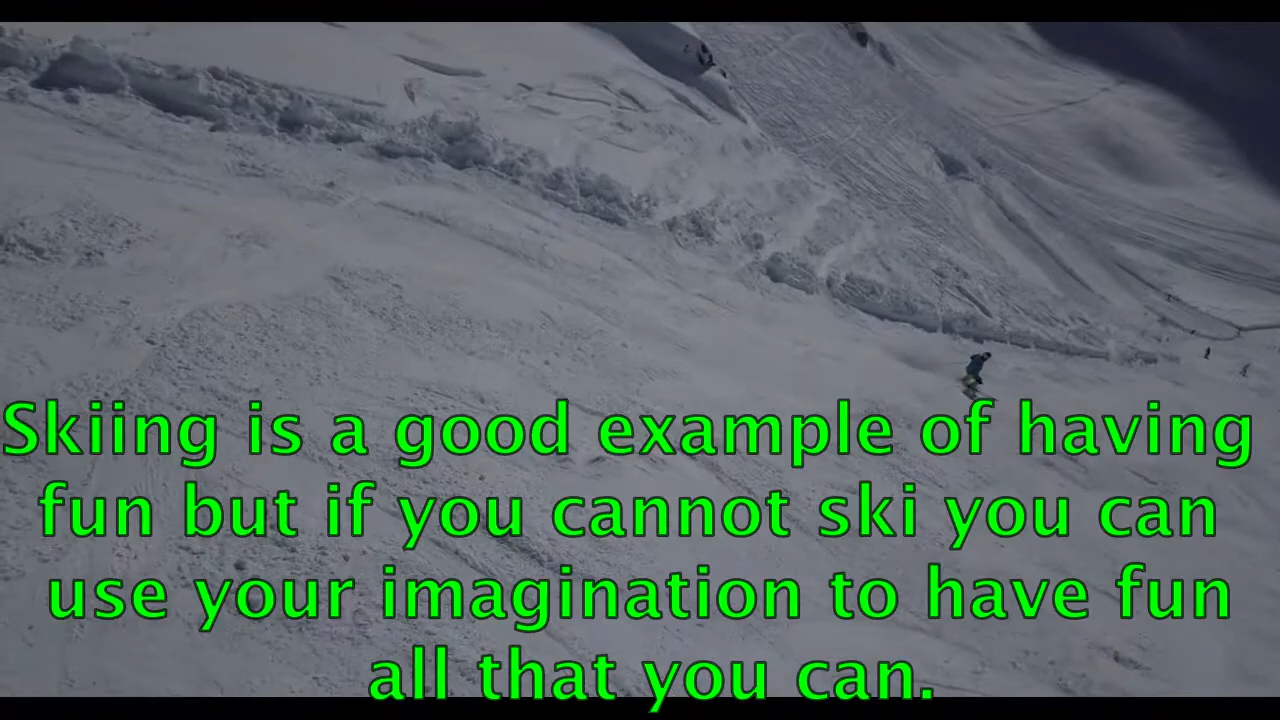 Skiing is a good example of having
fun but if you cannot ski you can
use your imagination to have fun
all that you can.